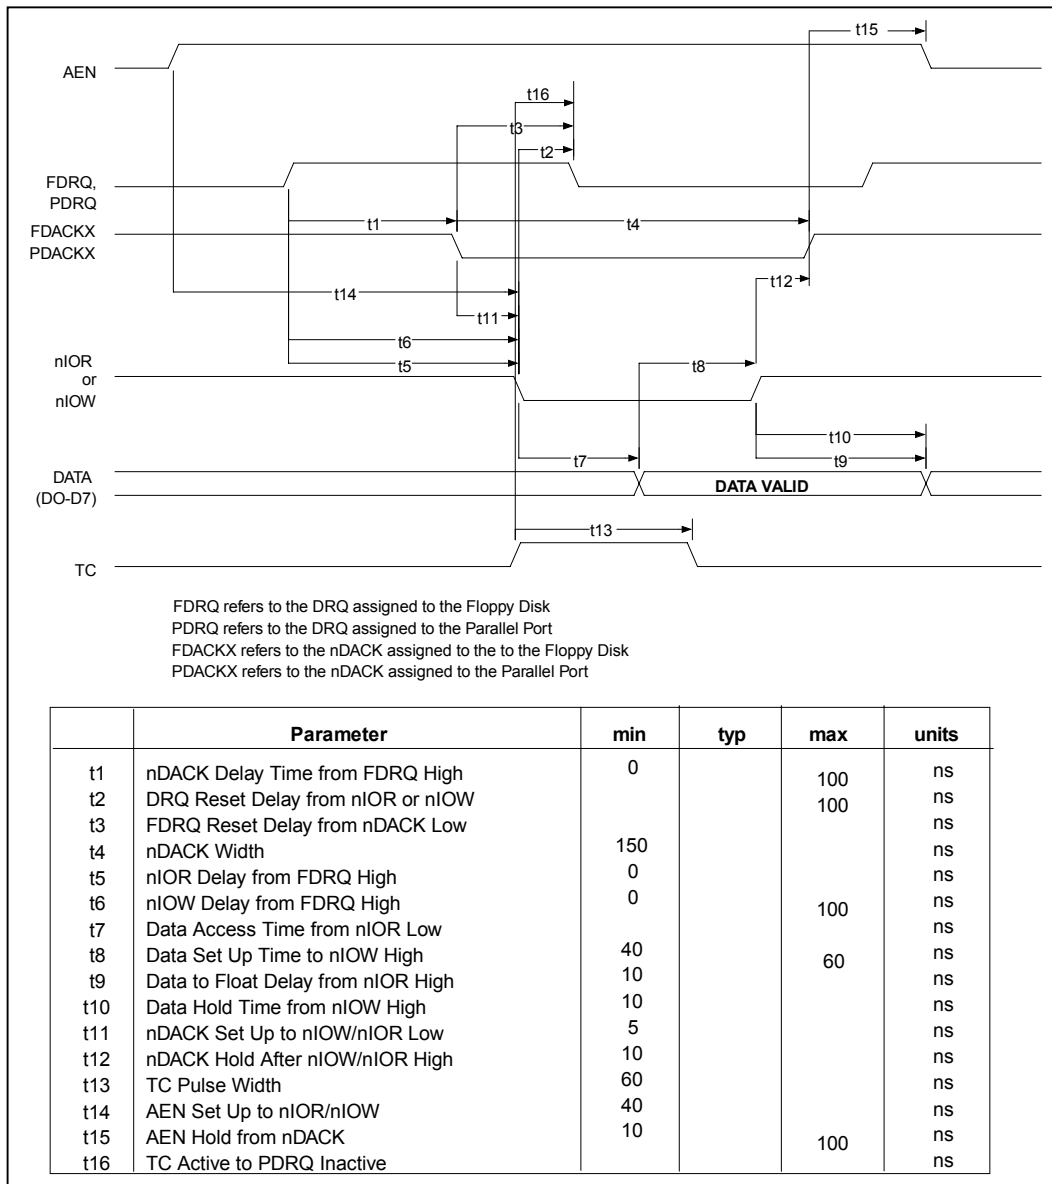 t15
AEN
t16
t3
t2
FDRQ,
PDRQ
t1
t4
FDACKX
PDACKX
t12
t14
t11
t6
t5
t8
nIOR
or
nIOW
t10
t7
t9
DATA
(DO-D7)
DATA VALID
t13
TC
FDRQ refers to the DRQ assigned to the Floppy Disk
PDRQ refers to the DRQ assigned to the Parallel Port
FDACKX refers to the nDACK assigned to the to the Floppy Disk
PDACKX refers to the nDACK assigned to the Parallel Port
Parameter min typ max units
t1 nDACK Delay Time from FDRQ High 0 100 ns
t2 DRQ Reset Delay from nIOR or nIOW 100 ns
t3 FDRQ Reset Delay from nDACK Low ns
t4 nDACK Width 150 ns
t5 nIOR Delay from FDRQ High 0 ns
t6 nIOW Delay from FDRQ High 0 100 ns
t7 Data Access Time from nIOR Low ns
t8 Data Set Up Time to nIOW High 40 60 ns
t9 Data to Float Delay from nIOR High 10 ns
t10 Data Hold Time from nIOW High 10 ns
t11 nDACK Set Up to nIOW/nIOR Low 5 ns
t12 nDACK Hold After nIOW/nIOR High 10 ns
t13 TC Pulse Width 60 ns
t14 AEN Set Up to nIOR/nIOW 40 ns
t15 AEN Hold from nDACK 10 100 ns
t16 TC Active to PDRQ Inactive ns